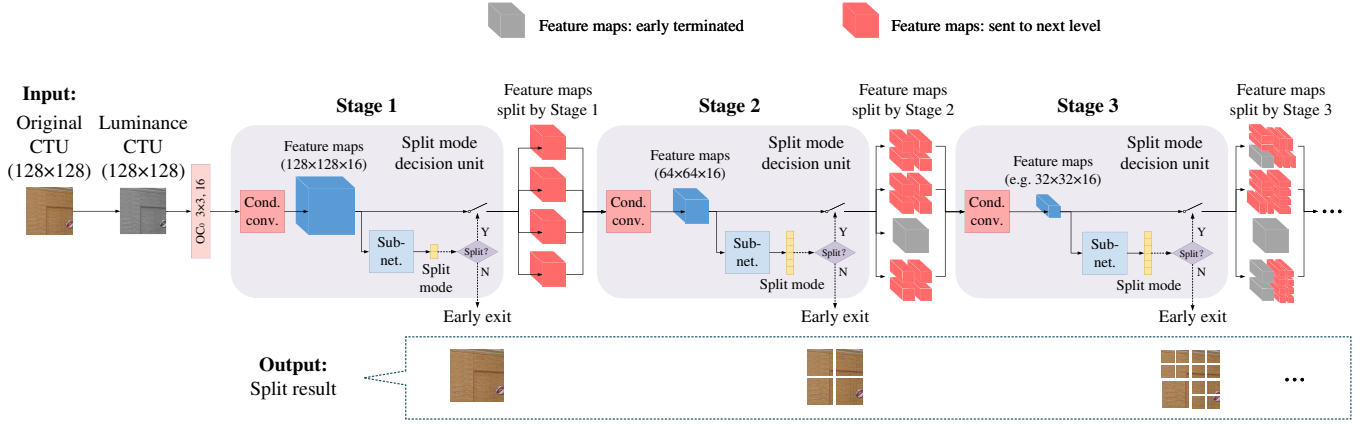 Feature maps: early terminated
Feature maps: sent to next level
Input:
Original
CTU
(128×128)
Luminance
CTU
(128×128)
OC₀ 3×3, 16
Stage 1
Feature maps
(128×128×16)
Split mode
decision unit
Cond.
conv.
Sub-
net.
Split
mode
Split?
Y
N
Early exit
Feature maps
split by Stage 1
Stage 2
Feature maps
(64×64×16)
Split mode
decision unit
Cond.
conv.
Sub-
net.
Split mode
Split?
Y
N
Early exit
Feature maps
split by Stage 2
Stage 3
Feature maps
(e.g. 32×32×16)
Split mode
decision unit
Cond.
conv.
Sub-
net.
Split mode
Split?
Y
N
Early exit
Feature maps
split by Stage 3
•••
Output:
Split result
•••